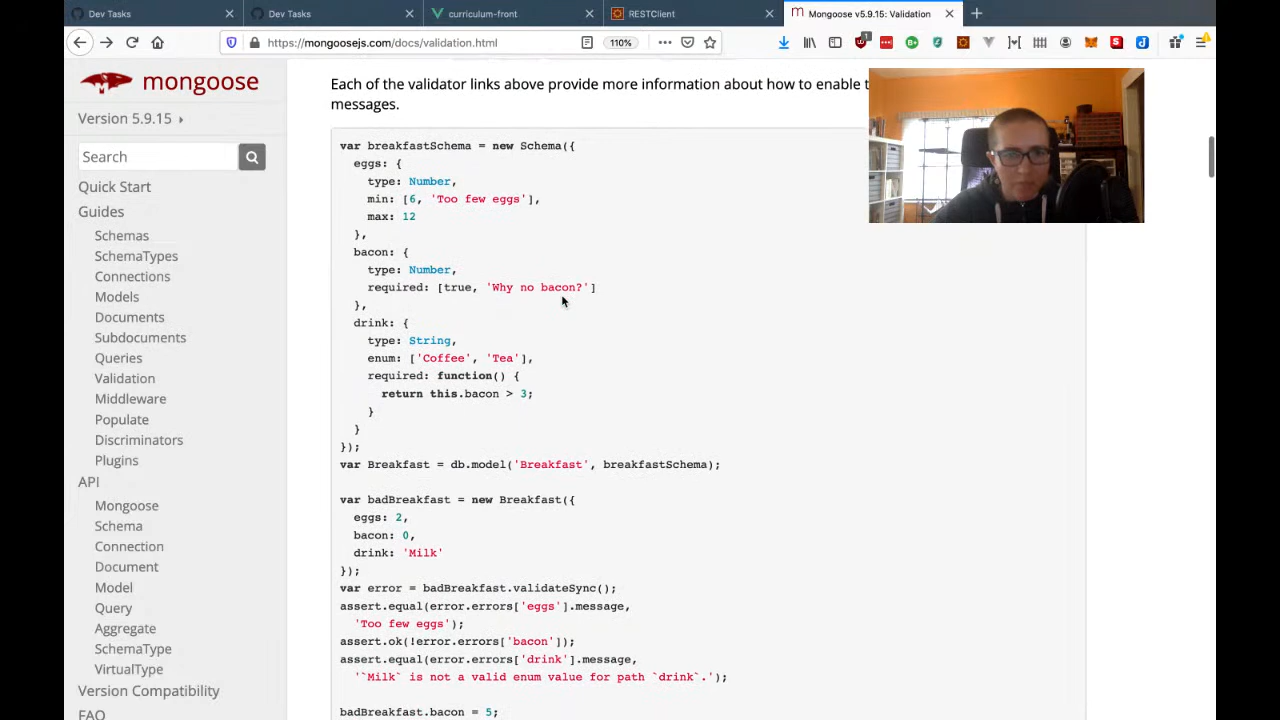 Dev Tasks
Dev Tasks
curriculum-front
RESTClient
Mongoose v5.9.15: Validation
https://mongoosejs.com/docs/validation.html
110%
mongoose
Version 5.9.15
Search
Quick Start
Guides
Schemas
SchemaTypes
Connections
Models
Documents
Subdocuments
Queries
Validation
Middleware
Populate
Discriminators
Plugins
API
Mongoose
Schema
Connection
Document
Model
Query
Aggregate
SchemaType
VirtualType
Version Compatibility
FAQ
Each of the validator links above provide more information about how to enable
messages.
var breakfastSchema = new Schema({
eggs: {
type: Number,
min: [6, 'Too few eggs'],
max: 12
},
bacon: {
type: Number,
required: [true, 'Why no bacon?']
},
drink: {
type: String,
enum: ['Coffee', 'Tea'],
required: function() {
return this.bacon > 3;
}
}
});
var Breakfast = db.model('Breakfast', breakfastSchema);
var badBreakfast = new Breakfast({
eggs: 2,
bacon: 0,
drink: 'Milk'
});
var error = badBreakfast.validateSync();
assert.equal(error.errors['eggs'].message,
'Too few eggs');
assert.ok(!error.errors['bacon']);
assert.equal(error.errors['drink'].message,
'`Milk` is not a valid enum value for path `drink`.');
badBreakfast.bacon = 5;